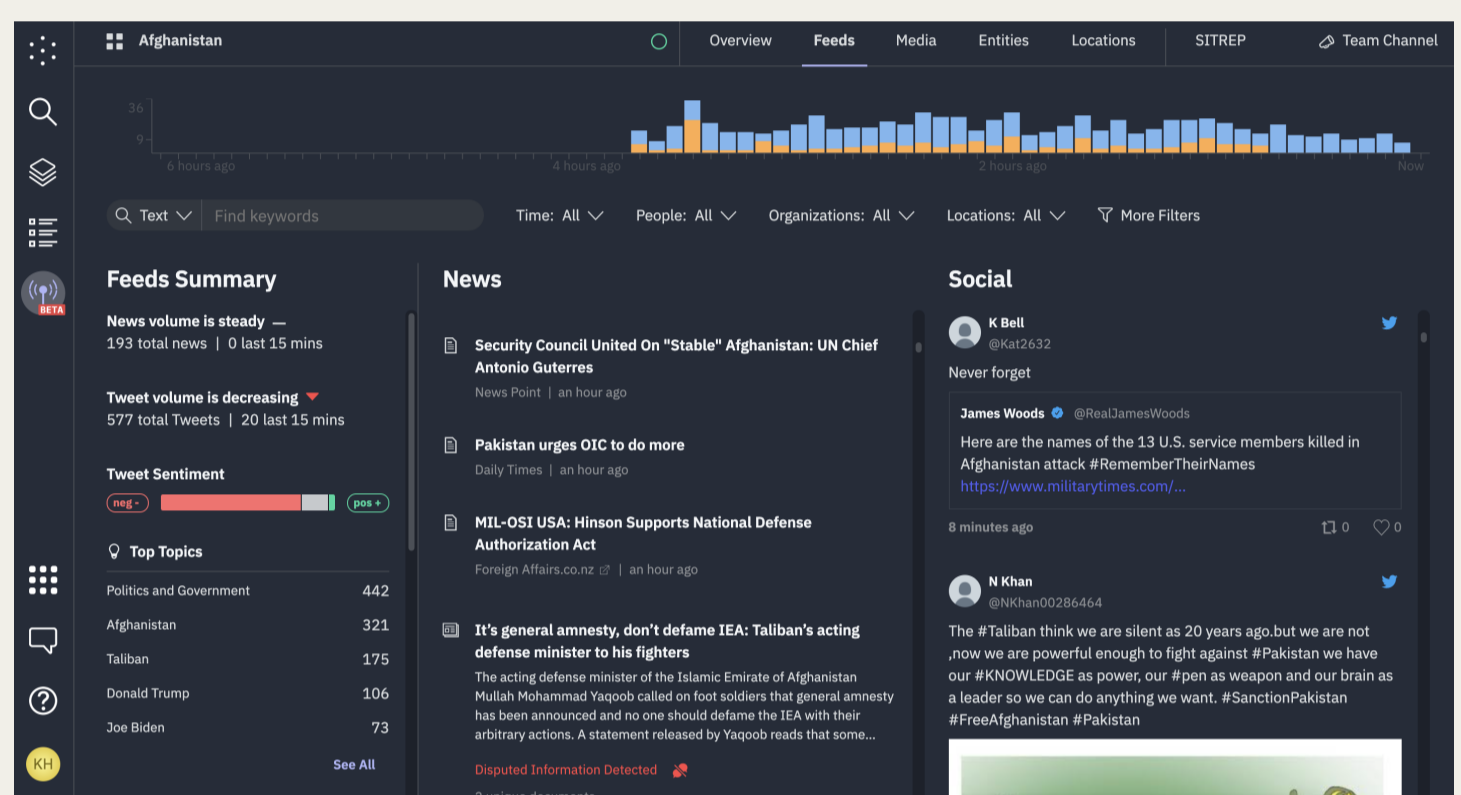 Afghanistan
Overview
Feeds
Media
Entities
Locations
SITREP
Team Channel
36
9
6 hours ago
4 hours ago
2 hours ago
Now
BETA
Text
Find keywords
Time: All
People: All
Organizations: All
Locations: All
More Filters
Feeds Summary
News volume is steady —
193 total news | 0 last 15 mins
Tweet volume is decreasing
577 total Tweets | 20 last 15 mins
Tweet Sentiment
neg -
pos +
Top Topics
Politics and Government 442
Afghanistan 321
Taliban 175
Donald Trump 106
Joe Biden 73
See All
KH
News
Security Council United On "Stable" Afghanistan: UN Chief
Antonio Guterres
News Point | an hour ago
Pakistan urges OIC to do more
Daily Times | an hour ago
MIL-OSI USA: Hinson Supports National Defense
Authorization Act
Foreign Affairs.co.nz | an hour ago
It's general amnesty, don't defame IEA: Taliban's acting
defense minister to his fighters
The acting defense minister of the Islamic Emirate of Afghanistan
Mullah Mohammad Yaqoob called on foot soldiers that general amnesty
has been announced and no one should defame the IEA with their
arbitrary actions. A statement released by Yaqoob reads that some...
Disputed Information Detected
Social
K Bell
@Kat2632
Never forget
James Woods @RealJamesWoods
Here are the names of the 13 U.S. service members killed in
Afghanistan attack #RememberTheirNames
https://www.militarytimes.com/...
8 minutes ago
0
0
N Khan
@NKhan00286464
The #Taliban think we are silent as 20 years ago.but we are not
,now we are powerful enough to fight against #Pakistan we have
our #KNOWLEDGE as power, our #pen as weapon and our brain as
a leader so we can do anything we want. #SanctionPakistan
#FreeAfghanistan #Pakistan